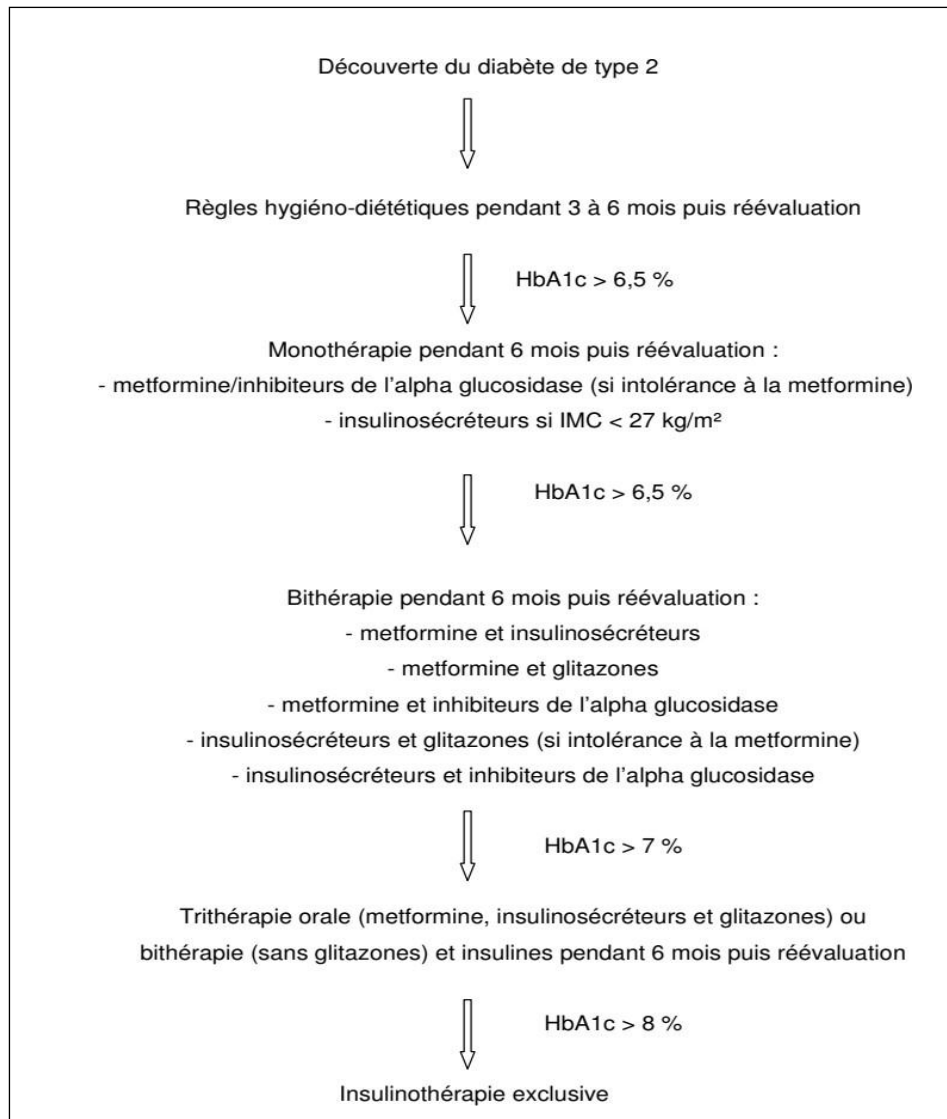 Découverte du diabète de type 2
Règles hygiéno-diététiques pendant 3 à 6 mois puis réévaluation
HbA1c > 6,5 %
Monothérapie pendant 6 mois puis réévaluation :
- metformine/inhibiteurs de l'alpha glucosidase (si intolérance à la metformine)
- insulinosécréteurs si IMC < 27 kg/m²
HbA1c > 6,5 %
Bithérapie pendant 6 mois puis réévaluation :
- metformine et insulinosécréteurs
- metformine et glitazones
- metformine et inhibiteurs de l'alpha glucosidase
- insulinosécréteurs et glitazones (si intolérance à la metformine)
- insulinosécréteurs et inhibiteurs de l'alpha glucosidase
HbA1c > 7 %
Trithérapie orale (metformine, insulinosécréteurs et glitazones) ou
bithérapie (sans glitazones) et insulines pendant 6 mois puis réévaluation
HbA1c > 8 %
Insulinothérapie exclusive